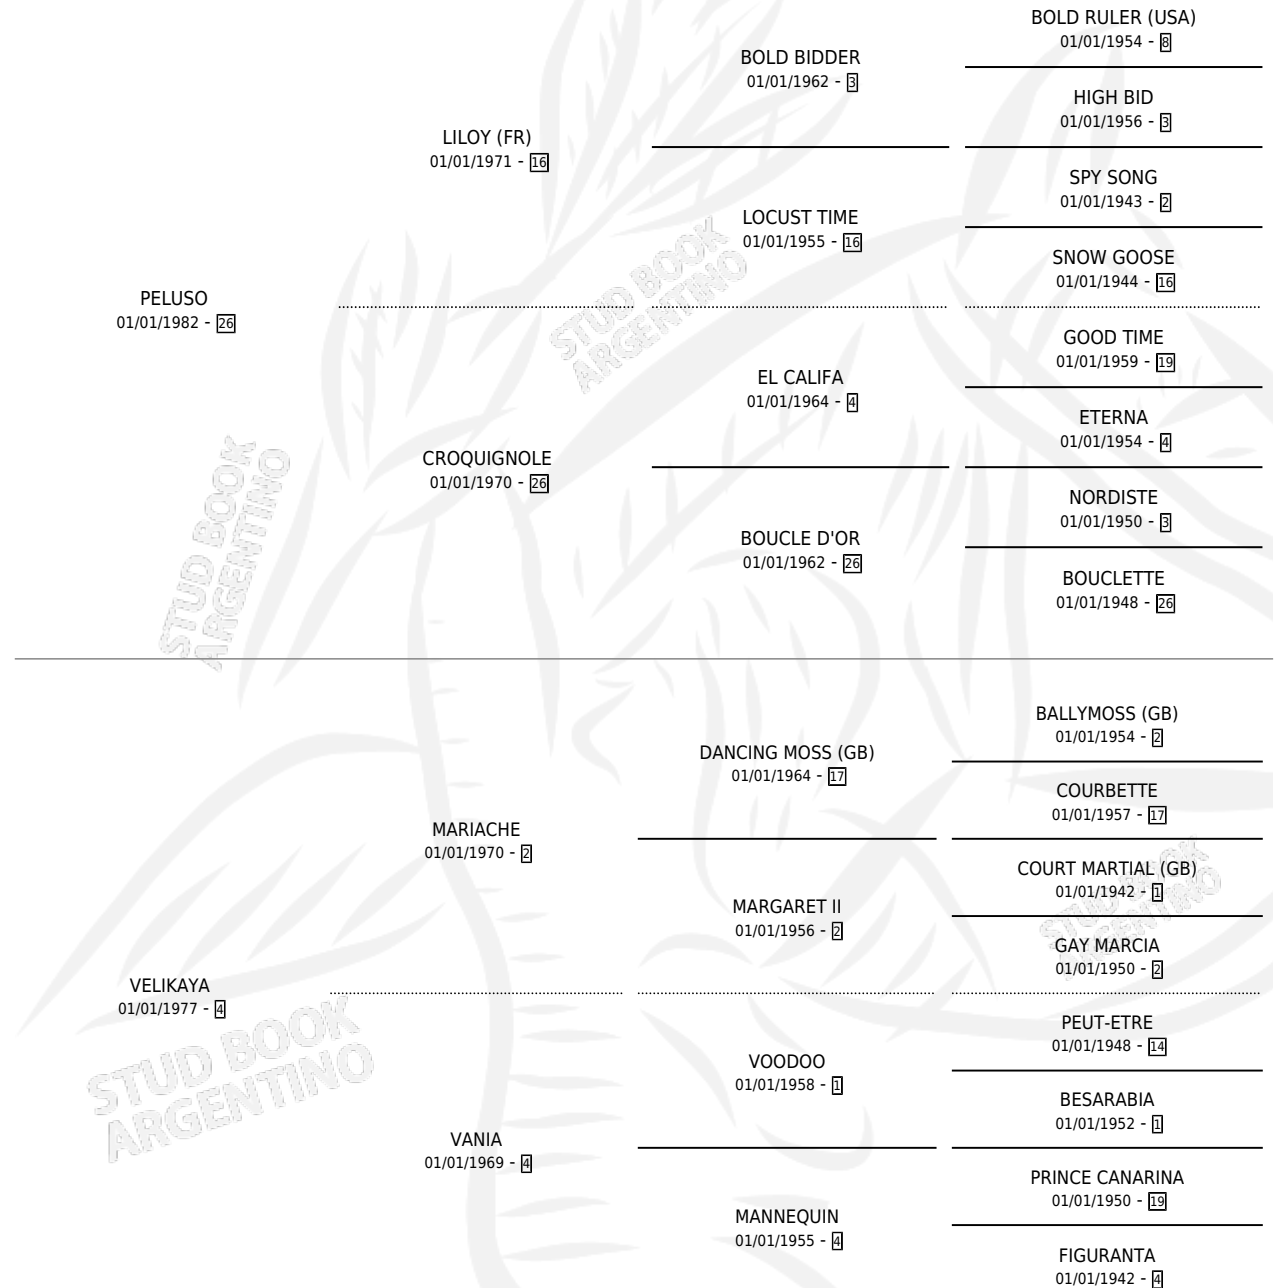 BOLD RULER (USA)
01/01/1954 - 8
BOLD BIDDER
01/01/1962 - 3
HIGH BID
01/01/1956 - 3
LILOY (FR)
01/01/1971 - 16
SPY SONG
01/01/1943 - 2
LOCUST TIME
01/01/1955 - 16
SNOW GOOSE
01/01/1944 - 16
PELUSO
01/01/1982 - 26
GOOD TIME
01/01/1959 - 19
EL CALIFA
01/01/1964 - 4
ETERNA
01/01/1954 - 4
CROQUIGNOLE
01/01/1970 - 26
NORDISTE
01/01/1950 - 3
BOUCLE D'OR
01/01/1962 - 26
BOUCLETTE
01/01/1948 - 26
STUD BOOK
ARGENTINO
STUD BOOK
ARGENTINO
BALLYMOSS (GB)
01/01/1954 - 2
DANCING MOSS (GB)
01/01/1964 - 17
COURBETTE
01/01/1957 - 17
MARIACHE
01/01/1970 - 2
COURT MARTIAL (GB)
01/01/1942 - 1
MARGARET II
01/01/1956 - 2
GAY MARCIA
01/01/1950 - 2
VELIKAYA
01/01/1977 - 4
PEUT-ETRE
01/01/1948 - 14
VOODOO
01/01/1958 - 1
BESARABIA
01/01/1952 - 1
VANIA
01/01/1969 - 4
PRINCE CANARINA
01/01/1950 - 19
MANNEQUIN
01/01/1955 - 4
FIGURANTA
01/01/1942 - 4
STUD BOOK
ARGENTINO
STUD BOOK
ARGENTINO